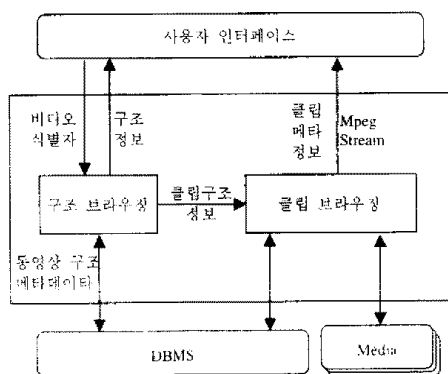 사용자 인터페이스
비디오
식별자
구조
정보
클립
메타
정보
Mpeg
Stream
구조 브라우징
클립구조
정보
클립 브라우징
동영상 구조
메타데이타
DBMS
Media